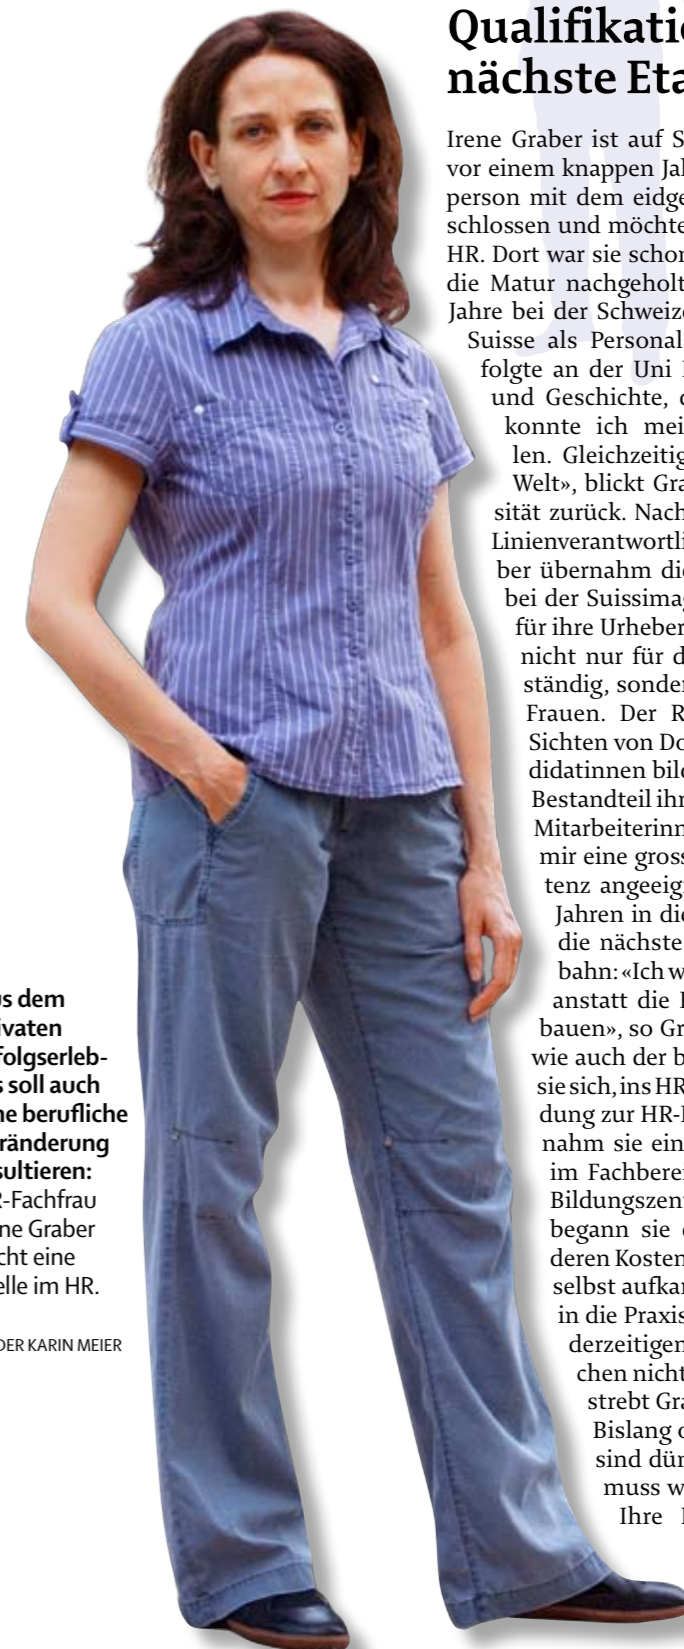 Qualifikatio
nächste Eta
Irene Graber ist auf S
vor einem knappen Jal
person mit dem eidge
schlossen und möchte
HR. Dort war sie schon
die Matur nachgeholt
Jahre bei der Schweize
Suisse als Personal
folgte an der Uni
und Geschichte,
konnte ich mei
len. Gleichzeitig
Welt», blickt Gra
sität zurück. Nach
Linienverantwortli
ber übernahm die
bei der Suissimag
für ihre Urheber
nicht nur für d
ständig, sonder
Frauen. Der R
Sichten von Do
didatinnen bild
Bestandteil ihr
Mitarbeiterinn
mir eine gross
tenz angeeig
Jahren in die
die nächste
bahn: «Ich w
anstatt die
bauen», so Gr
wie auch der b
sie sich, ins HR
dung zur HR-
nahm sie ein
im Fachberei
Bildungszent
begann sie
deren Kosten
selbst aufkar
in die Praxis
derzeitigen
chen nicht
strebt Gra
Bislang
sind dür
muss w
Ihre
us dem
ivaten
folgserleb-
s soll auch
ne berufliche
ränderung
sultieren:
R-Fachfrau
ne Graber
cht eine
elle im HR.
DER KARIN MEIER